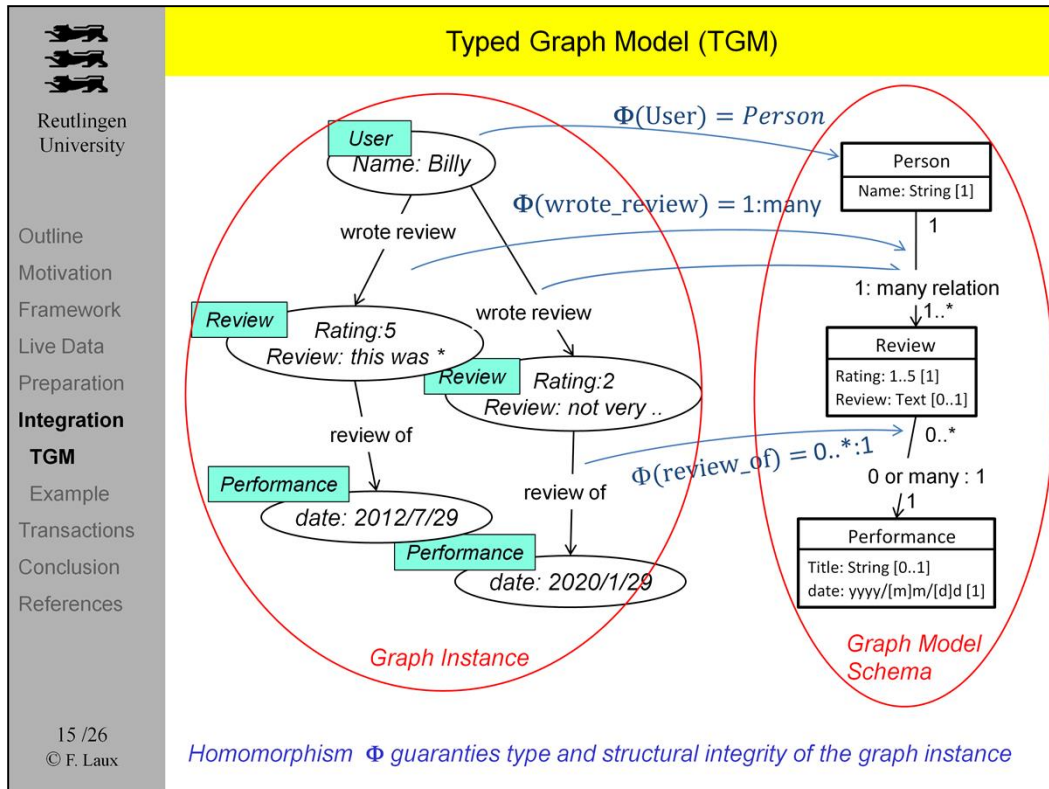 Reutlingen
University
Outline
Motivation
Framework
Live Data
Preparation
Integration
TGM
Example
Transactions
Conclusion
References
15 /26
© F. Laux
Typed Graph Model (TGM)
User
Name: Billy
wrote review
wrote review
Review
Rating:5
Review: this was *
Review
Rating:2
Review: not very ..
review of
review of
Performance
date: 2012/7/29
Performance
date: 2020/1/29
Graph Instance
Φ(User) = Person
Φ(wrote_review) = 1:many
Φ(review_of) = 0..*:1
Person
Name: String [1]
1
1: many relation
1..*
Review
Rating: 1..5 [1]
Review: Text [0..1]
0..*
0 or many : 1
1
Performance
Title: String [0..1]
date: yyyy/[m]m/[d]d [1]
Graph Model
Schema
Homomorphism Φ guaranties type and structural integrity of the graph instance